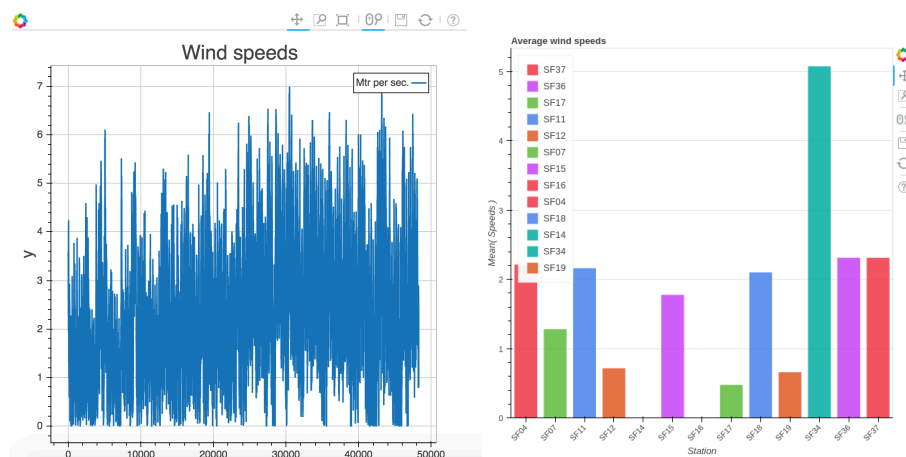 Wind speeds
Mtr per sec.
y
7
6
5
4
3
2
1
0
0
10000
20000
30000
40000
50000
Average wind speeds
SF37
SF36
SF17
SF11
SF12
SF07
SF15
SF16
SF04
SF18
SF14
SF34
SF19
Mean( Speeds )
5
4
3
2
1
0
SF04
SF07
SF11
SF12
SF14
SF15
SF16
SF17
SF18
SF19
SF34
SF36
SF37
Station